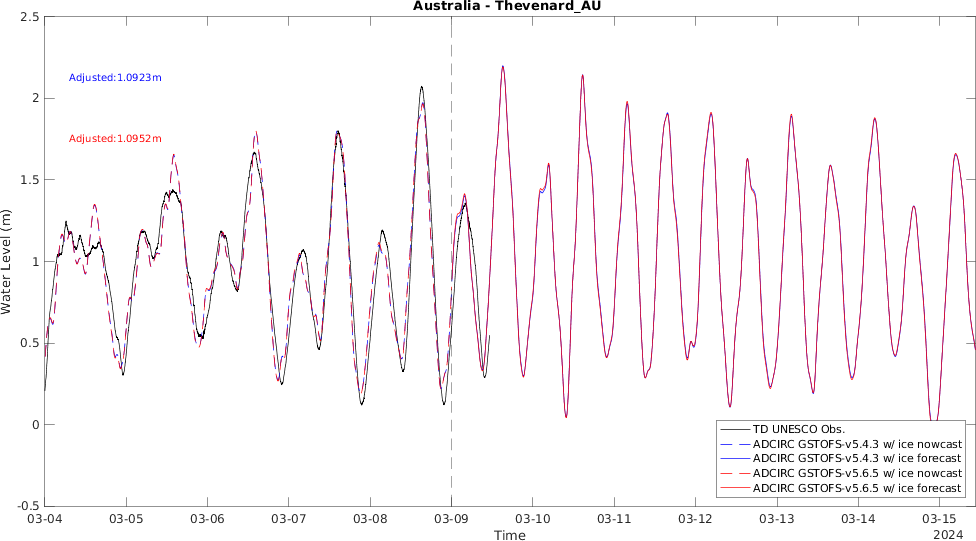 Australia - Thevenard_AU
2.5
2
1.5
1
0.5
0
-0.5
Water Level (m)
Adjusted:1.0923m
Adjusted:1.0952m
TD UNESCO Obs.
ADCIRC GSTOFS-v5.4.3 w/ ice nowcast
ADCIRC GSTOFS-v5.4.3 w/ ice forecast
ADCIRC GSTOFS-v5.6.5 w/ ice nowcast
ADCIRC GSTOFS-v5.6.5 w/ ice forecast
03-04 03-05 03-06 03-07 03-08 03-09 03-10 03-11 03-12 03-13 03-14 03-15
Time
2024